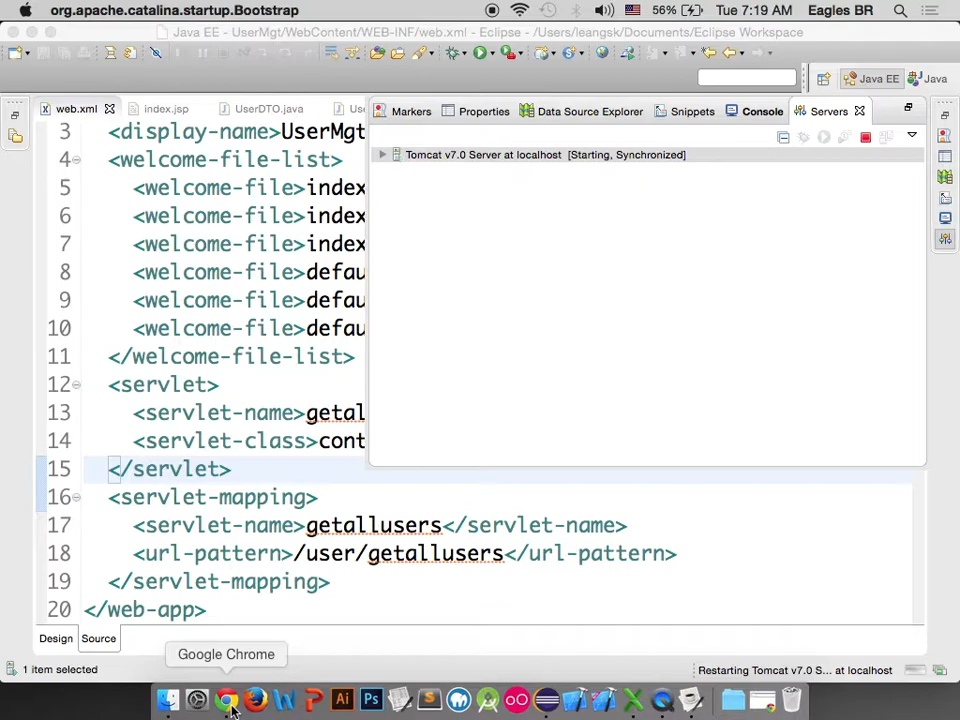 org.apache.catalina.startup.Bootstrap 56% Tue 7:19 AM Eagles BR
Java EE - UserMgt/WebContent/WEB-INF/web.xml - Eclipse - /Users/leangsk/Documents/Eclipse Workspace
Java EE Java
web.xml index.jsp UserDTO.java Us
Markers Properties Data Source Explorer Snippets Console Servers
Tomcat v7.0 Server at localhost [Starting, Synchronized]
3 <display-name>UserMgt
4 <welcome-file-list>
5 <welcome-file>index
6 <welcome-file>index
7 <welcome-file>index
8 <welcome-file>defau
9 <welcome-file>defau
10 <welcome-file>defau
11 </welcome-file-list>
12 <servlet>
13 <servlet-name>getal
14 <servlet-class>cont
15 </servlet>
16 <servlet-mapping>
17 <servlet-name>getallusers</servlet-name>
18 <url-pattern>/user/getallusers</url-pattern>
19 </servlet-mapping>
20 </web-app>
Design Source
Google Chrome
1 item selected
Restarting Tomcat v7.0 S... at localhost
W P Ai Ps S X